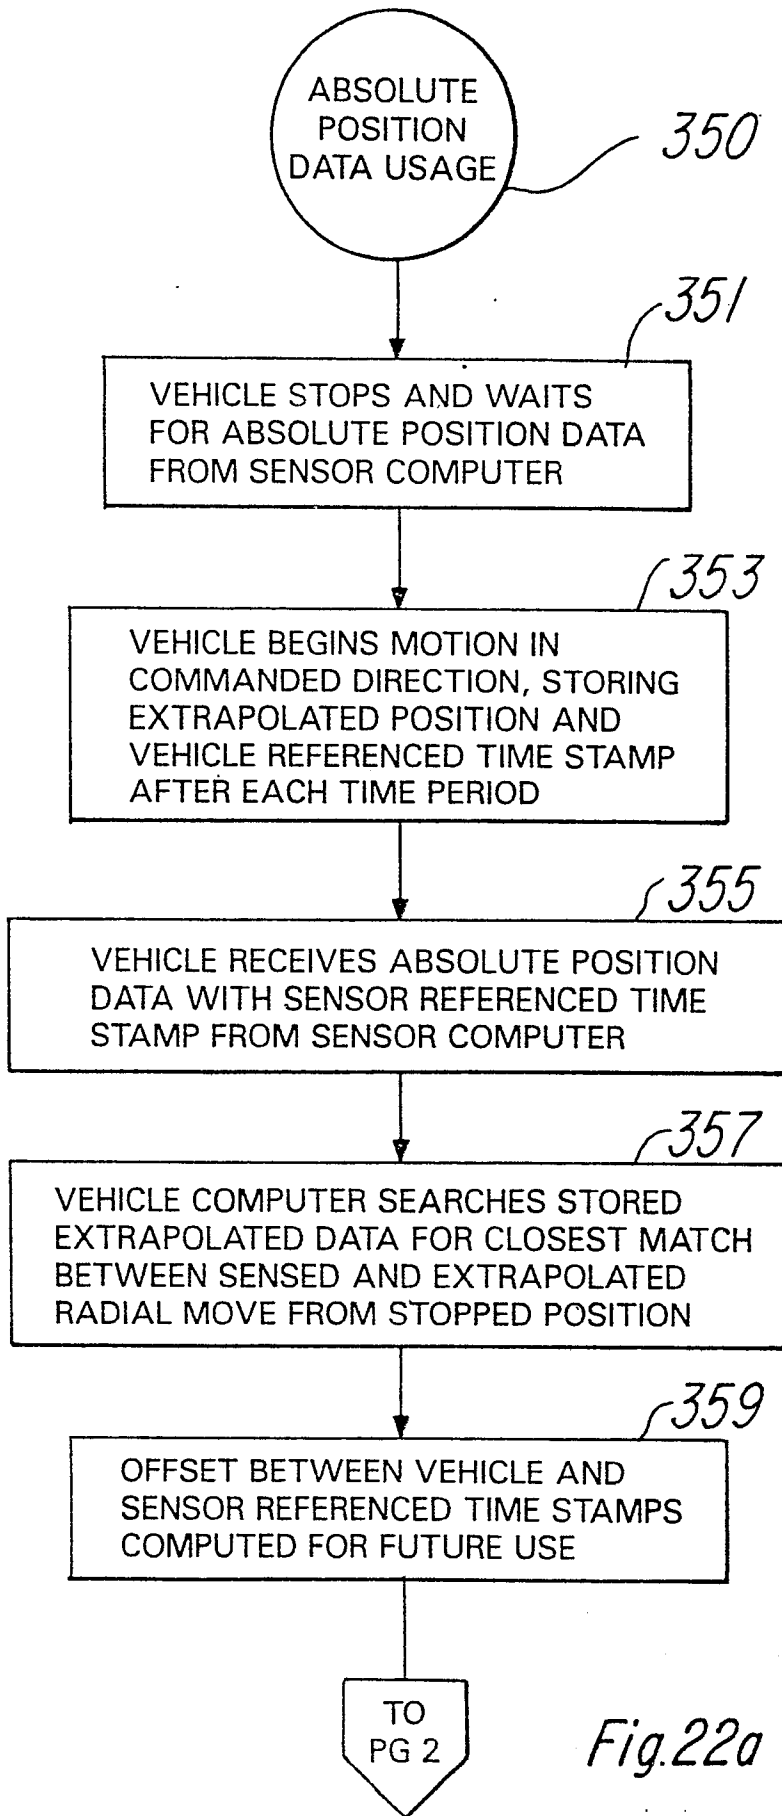 ABSOLUTE
POSITION
DATA USAGE
350
351
VEHICLE STOPS AND WAITS
FOR ABSOLUTE POSITION DATA
FROM SENSOR COMPUTER
353
VEHICLE BEGINS MOTION IN
COMMANDED DIRECTION, STORING
EXTRAPOLATED POSITION AND
VEHICLE REFERENCED TIME STAMP
AFTER EACH TIME PERIOD
355
VEHICLE RECEIVES ABSOLUTE POSITION
DATA WITH SENSOR REFERENCED TIME
STAMP FROM SENSOR COMPUTER
357
VEHICLE COMPUTER SEARCHES STORED
EXTRAPOLATED DATA FOR CLOSEST MATCH
BETWEEN SENSED AND EXTRAPOLATED
RADIAL MOVE FROM STOPPED POSITION
359
OFFSET BETWEEN VEHICLE AND
SENSOR REFERENCED TIME STAMPS
COMPUTED FOR FUTURE USE
TO
PG 2
Fig.22a